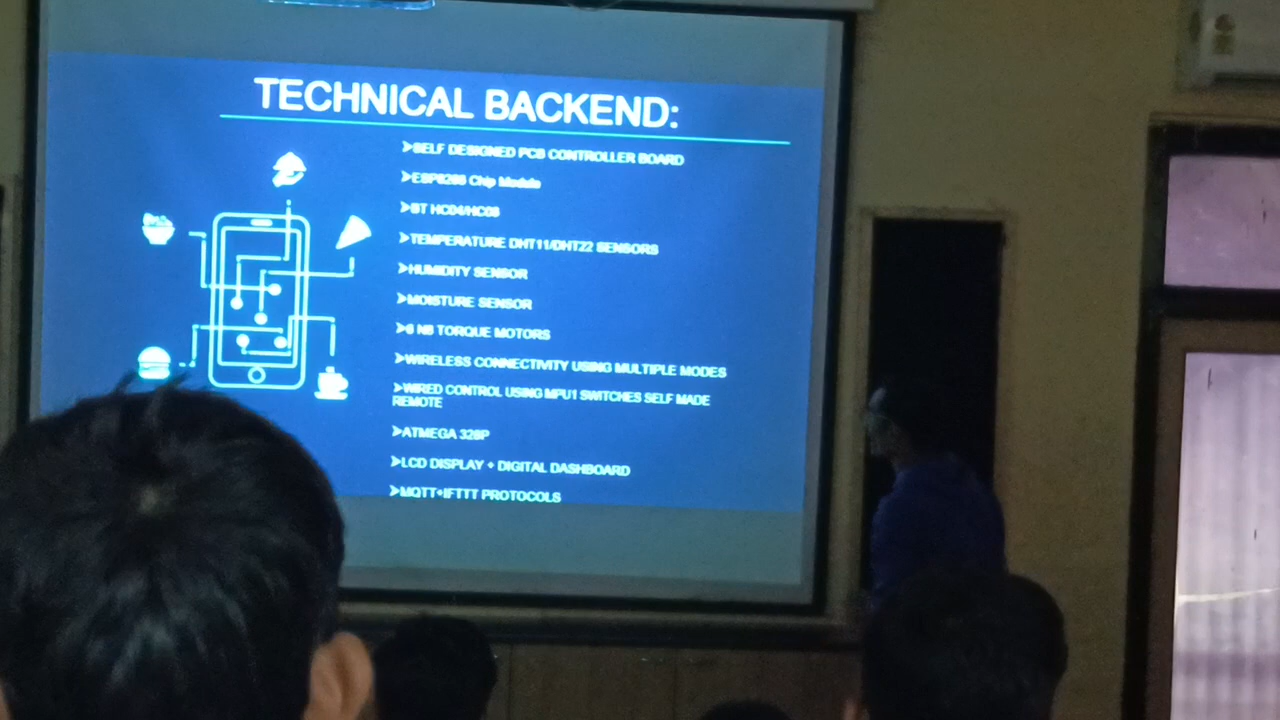 TECHNICAL BACKEND:
➢SELF DESIGNED PCB CONTROLLER BOARD
➢ESP8266 Chip Module
➢BT
➢TEMPERATURE DHT11/DHT22 SENSORS
➢HUMIDITY SENSOR
➢MOISTURE SENSOR
TORQUE MOTORS
➢WIRELESS CONNECTIVITY USING MULTIPLE MODES
➢WIRED CONTROL USING MPU1 SWITCHES SELF MADE
REMOTE
➢ATMEGA 328P
➢LCD DISPLAY + DIGITAL DASHBOARD
➢MQTT+IFTTT PROTOCOLS